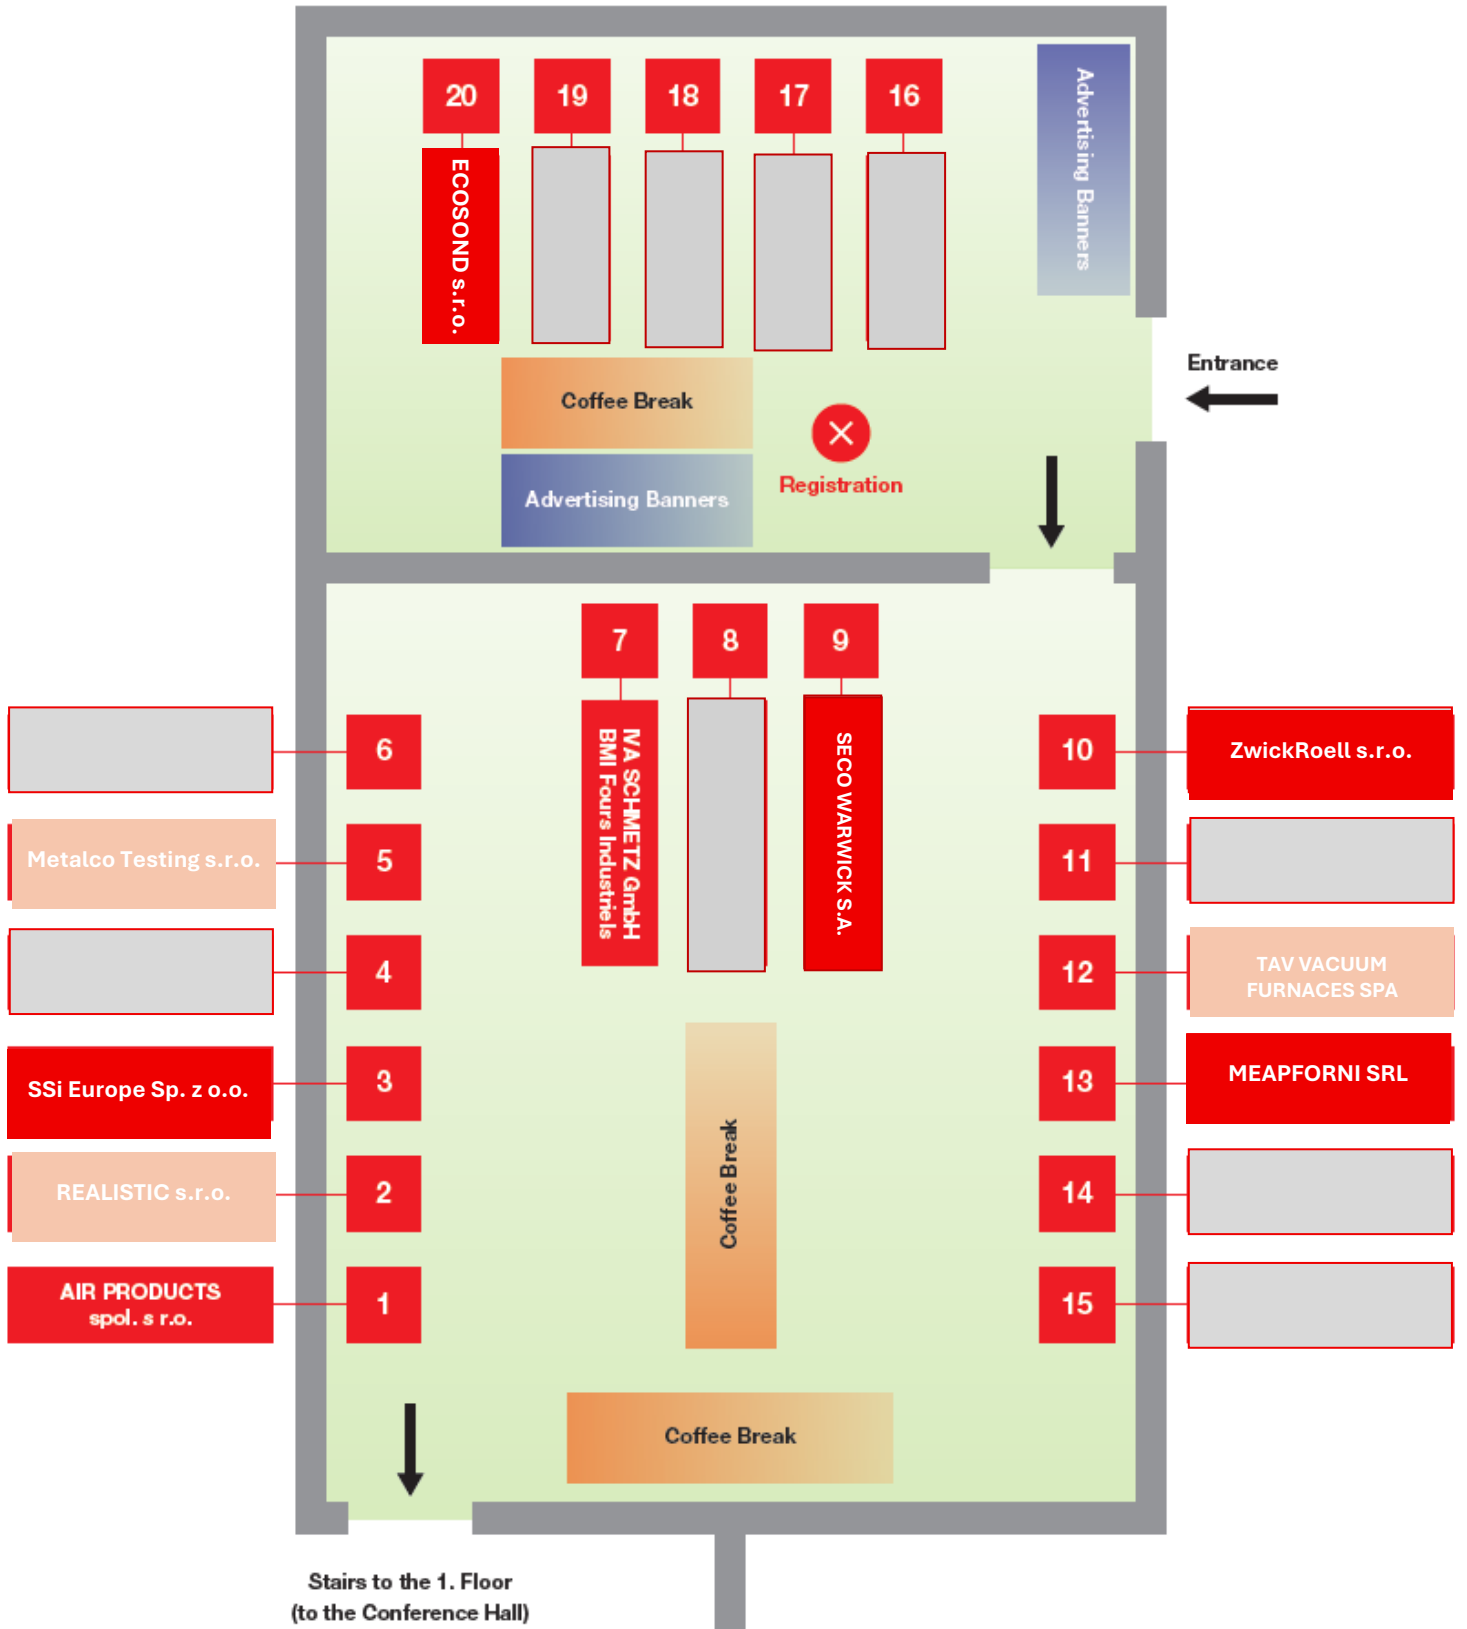 20
19
18
17
16
Advertising Banners
ECOSOND s.r.o.
Entrance
Coffee Break
Registration
Advertising Banners
7
8
9
IVA SCHMETZ GmbH
BMI Fours Industriels
SECO WARWICK S.A.
6
10
ZwickRoell s.r.o.
Metalco Testing s.r.o.
5
11
4
12
TAV VACUUM
FURNACES SPA
SSi Europe Sp. z o.o.
3
13
MEAPFORNI SRL
Coffee Break
REALISTIC s.r.o.
2
14
AIR PRODUCTS
spol. s r.o.
1
15
Coffee Break
Stairs to the 1. Floor
(to the Conference Hall)